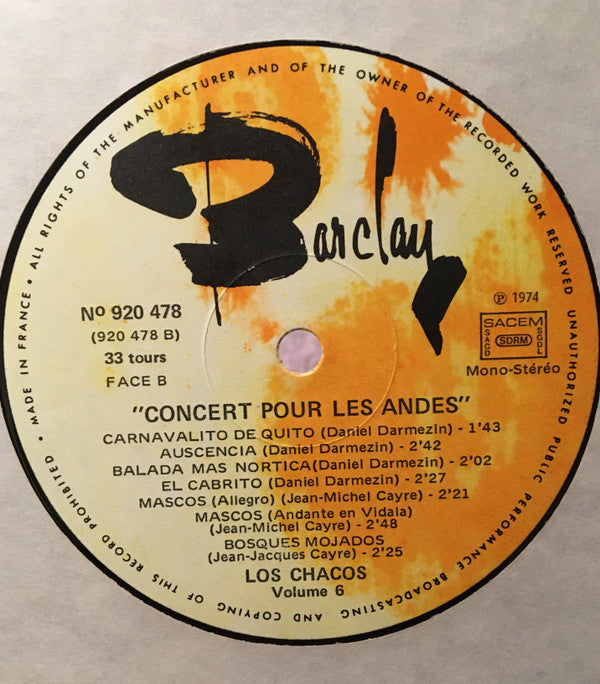 • MADE IN FRANCE • ALL RIGHTS OF THE MANUFACTURER AND OF THE OWNER OF THE RECORDED WORK RESERVED UNAUTHORIZED PUBLIC PERFORMANCE BROADCASTING AND COPYING OF THIS RECORD PROHIBITED
Barclay
Nº 920 478
(920 478 B)
33 tours
FACE B
℗ 1974
SACEM
SACD SDRM SGDL
Mono-Stéréo
"CONCERT POUR LES ANDES"
CARNAVALITO DE QUITO (Daniel Darmezin) - 1'43
AUSCENCIA (Daniel Darmezin) - 2'42
BALADA MAS NORTICA(Daniel Darmezin) - 2'02
EL CABRITO (Daniel Darmezin) - 2'27
MASCOS (Allegro) (Jean-Michel Cayre) - 2'21
MASCOS (Andante en Vidala)
(Jean-Michel Cayre) - 2'48
BOSQUES MOJADOS
(Jean-Jacques Cayre) - 2'25
LOS CHACOS
Volume 6